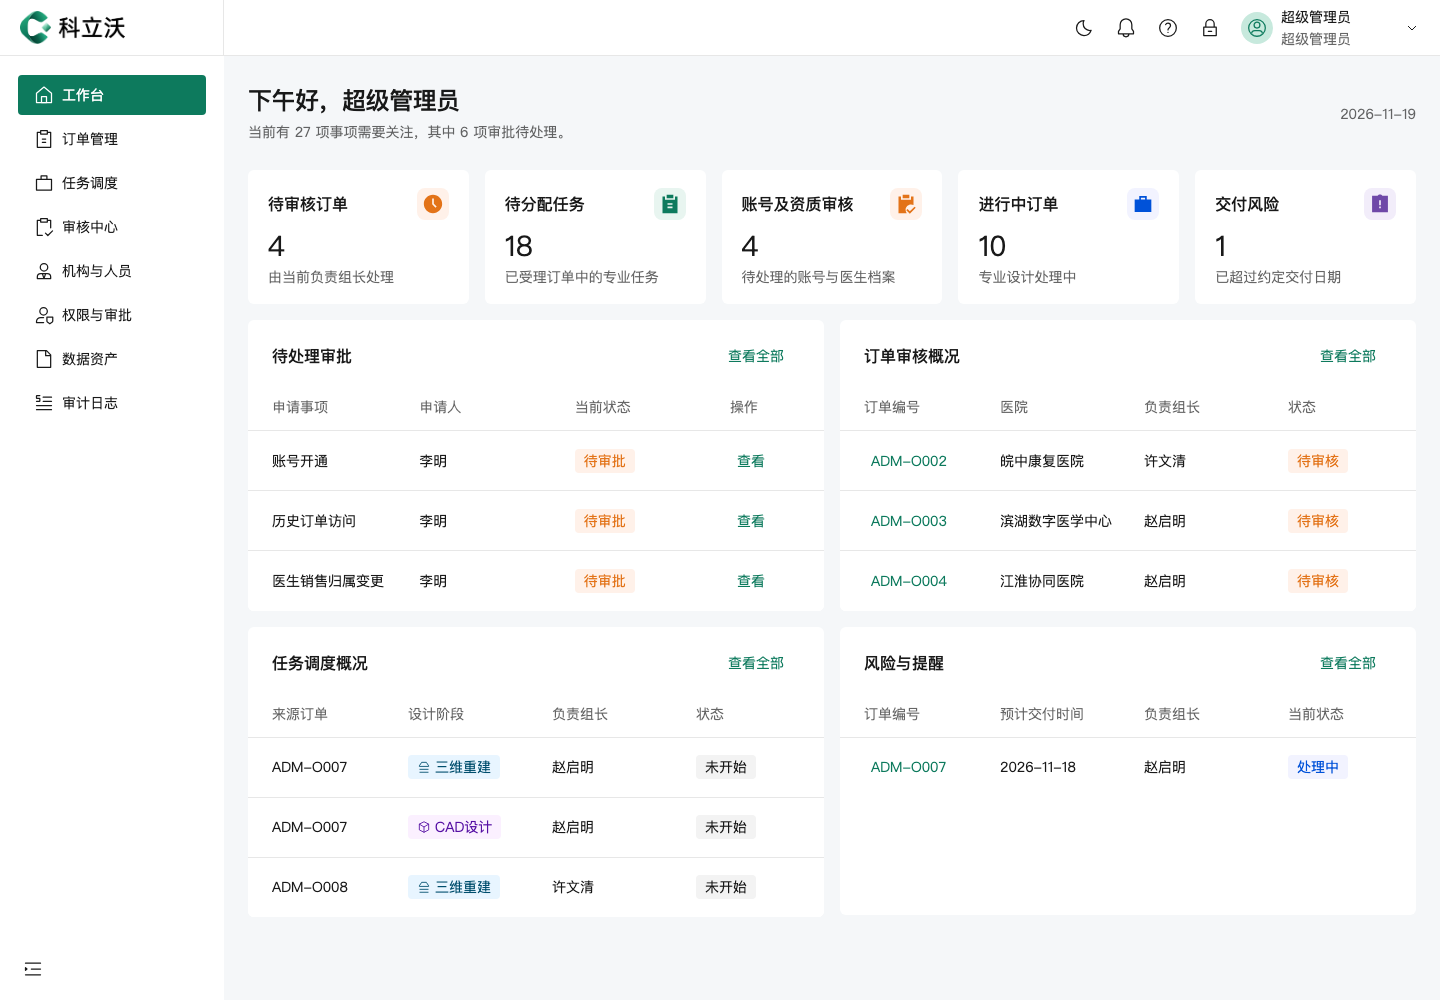 科立沃
超级管理员
超级管理员
工作台
订单管理
任务调度
审核中心
机构与人员
权限与审批
数据资产
审计日志
下午好，超级管理员
当前有 27 项事项需要关注，其中 6 项审批待处理。
2026-11-19
待审核订单
4
由当前负责组长处理
待分配任务
18
已受理订单中的专业任务
账号及资质审核
4
待处理的账号与医生档案
进行中订单
10
专业设计处理中
交付风险
1
已超过约定交付日期
待处理审批 查看全部
申请事项 申请人 当前状态 操作
账号开通 李明 待审批 查看
历史订单访问 李明 待审批 查看
医生销售归属变更 李明 待审批 查看
订单审核概况 查看全部
订单编号 医院 负责组长 状态
ADM-O002 皖中康复医院 许文清 待审核
ADM-O003 滨湖数字医学中心 赵启明 待审核
ADM-O004 江淮协同医院 赵启明 待审核
任务调度概况 查看全部
来源订单 设计阶段 负责组长 状态
ADM-O007 三维重建 赵启明 未开始
ADM-O007 CAD设计 赵启明 未开始
ADM-O008 三维重建 许文清 未开始
风险与提醒 查看全部
订单编号 预计交付时间 负责组长 当前状态
ADM-O007 2026-11-18 赵启明 处理中